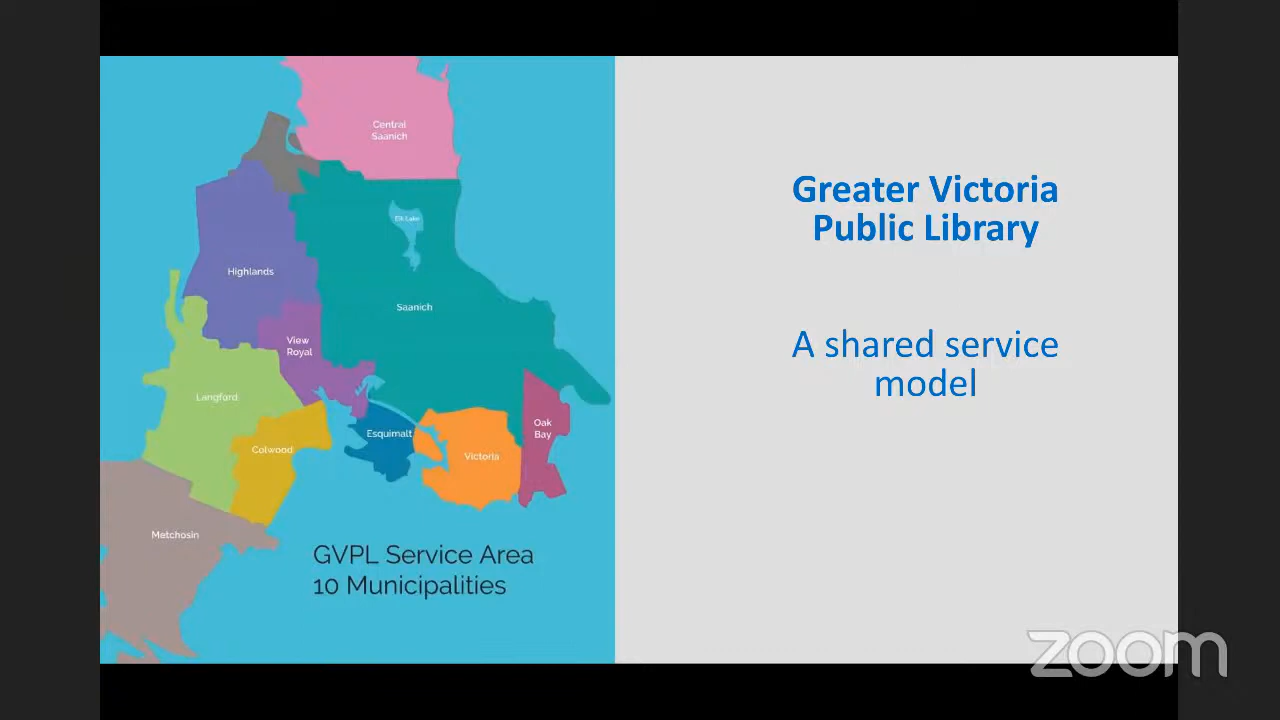 Central
Saanich
Elk Lake
Highlands
Saanich
View
Royal
Langford
Oak
Bay
Esquimalt
Colwood
Victoria
Metchosin
GVPL Service Area
10 Municipalities
Greater Victoria
Public Library
A shared service
model
zoom